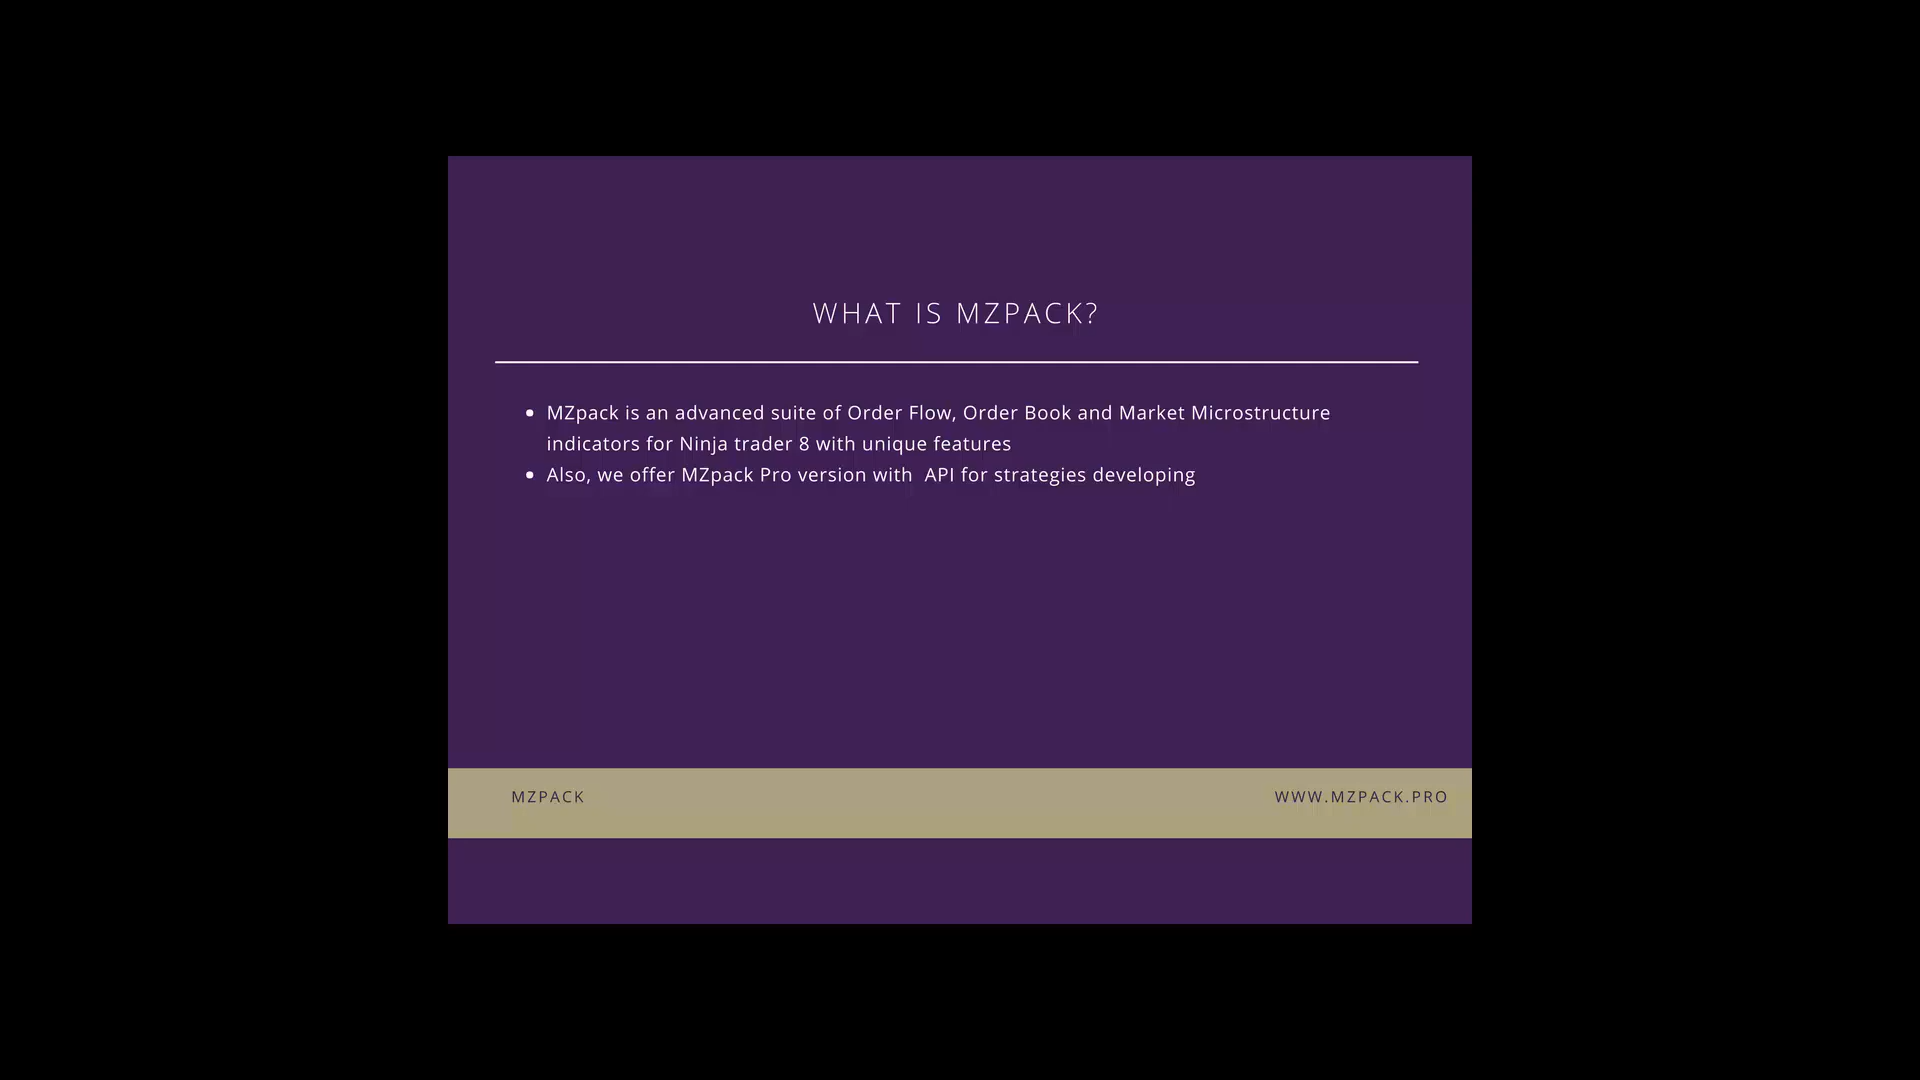 WHAT IS MZPACK?
• MZpack is an advanced suite of Order Flow, Order Book and Market Microstructure
indicators for Ninja trader 8 with unique features
• Also, we offer MZpack Pro version with  API for strategies developing
MZPACK
WWW.MZPACK.PRO